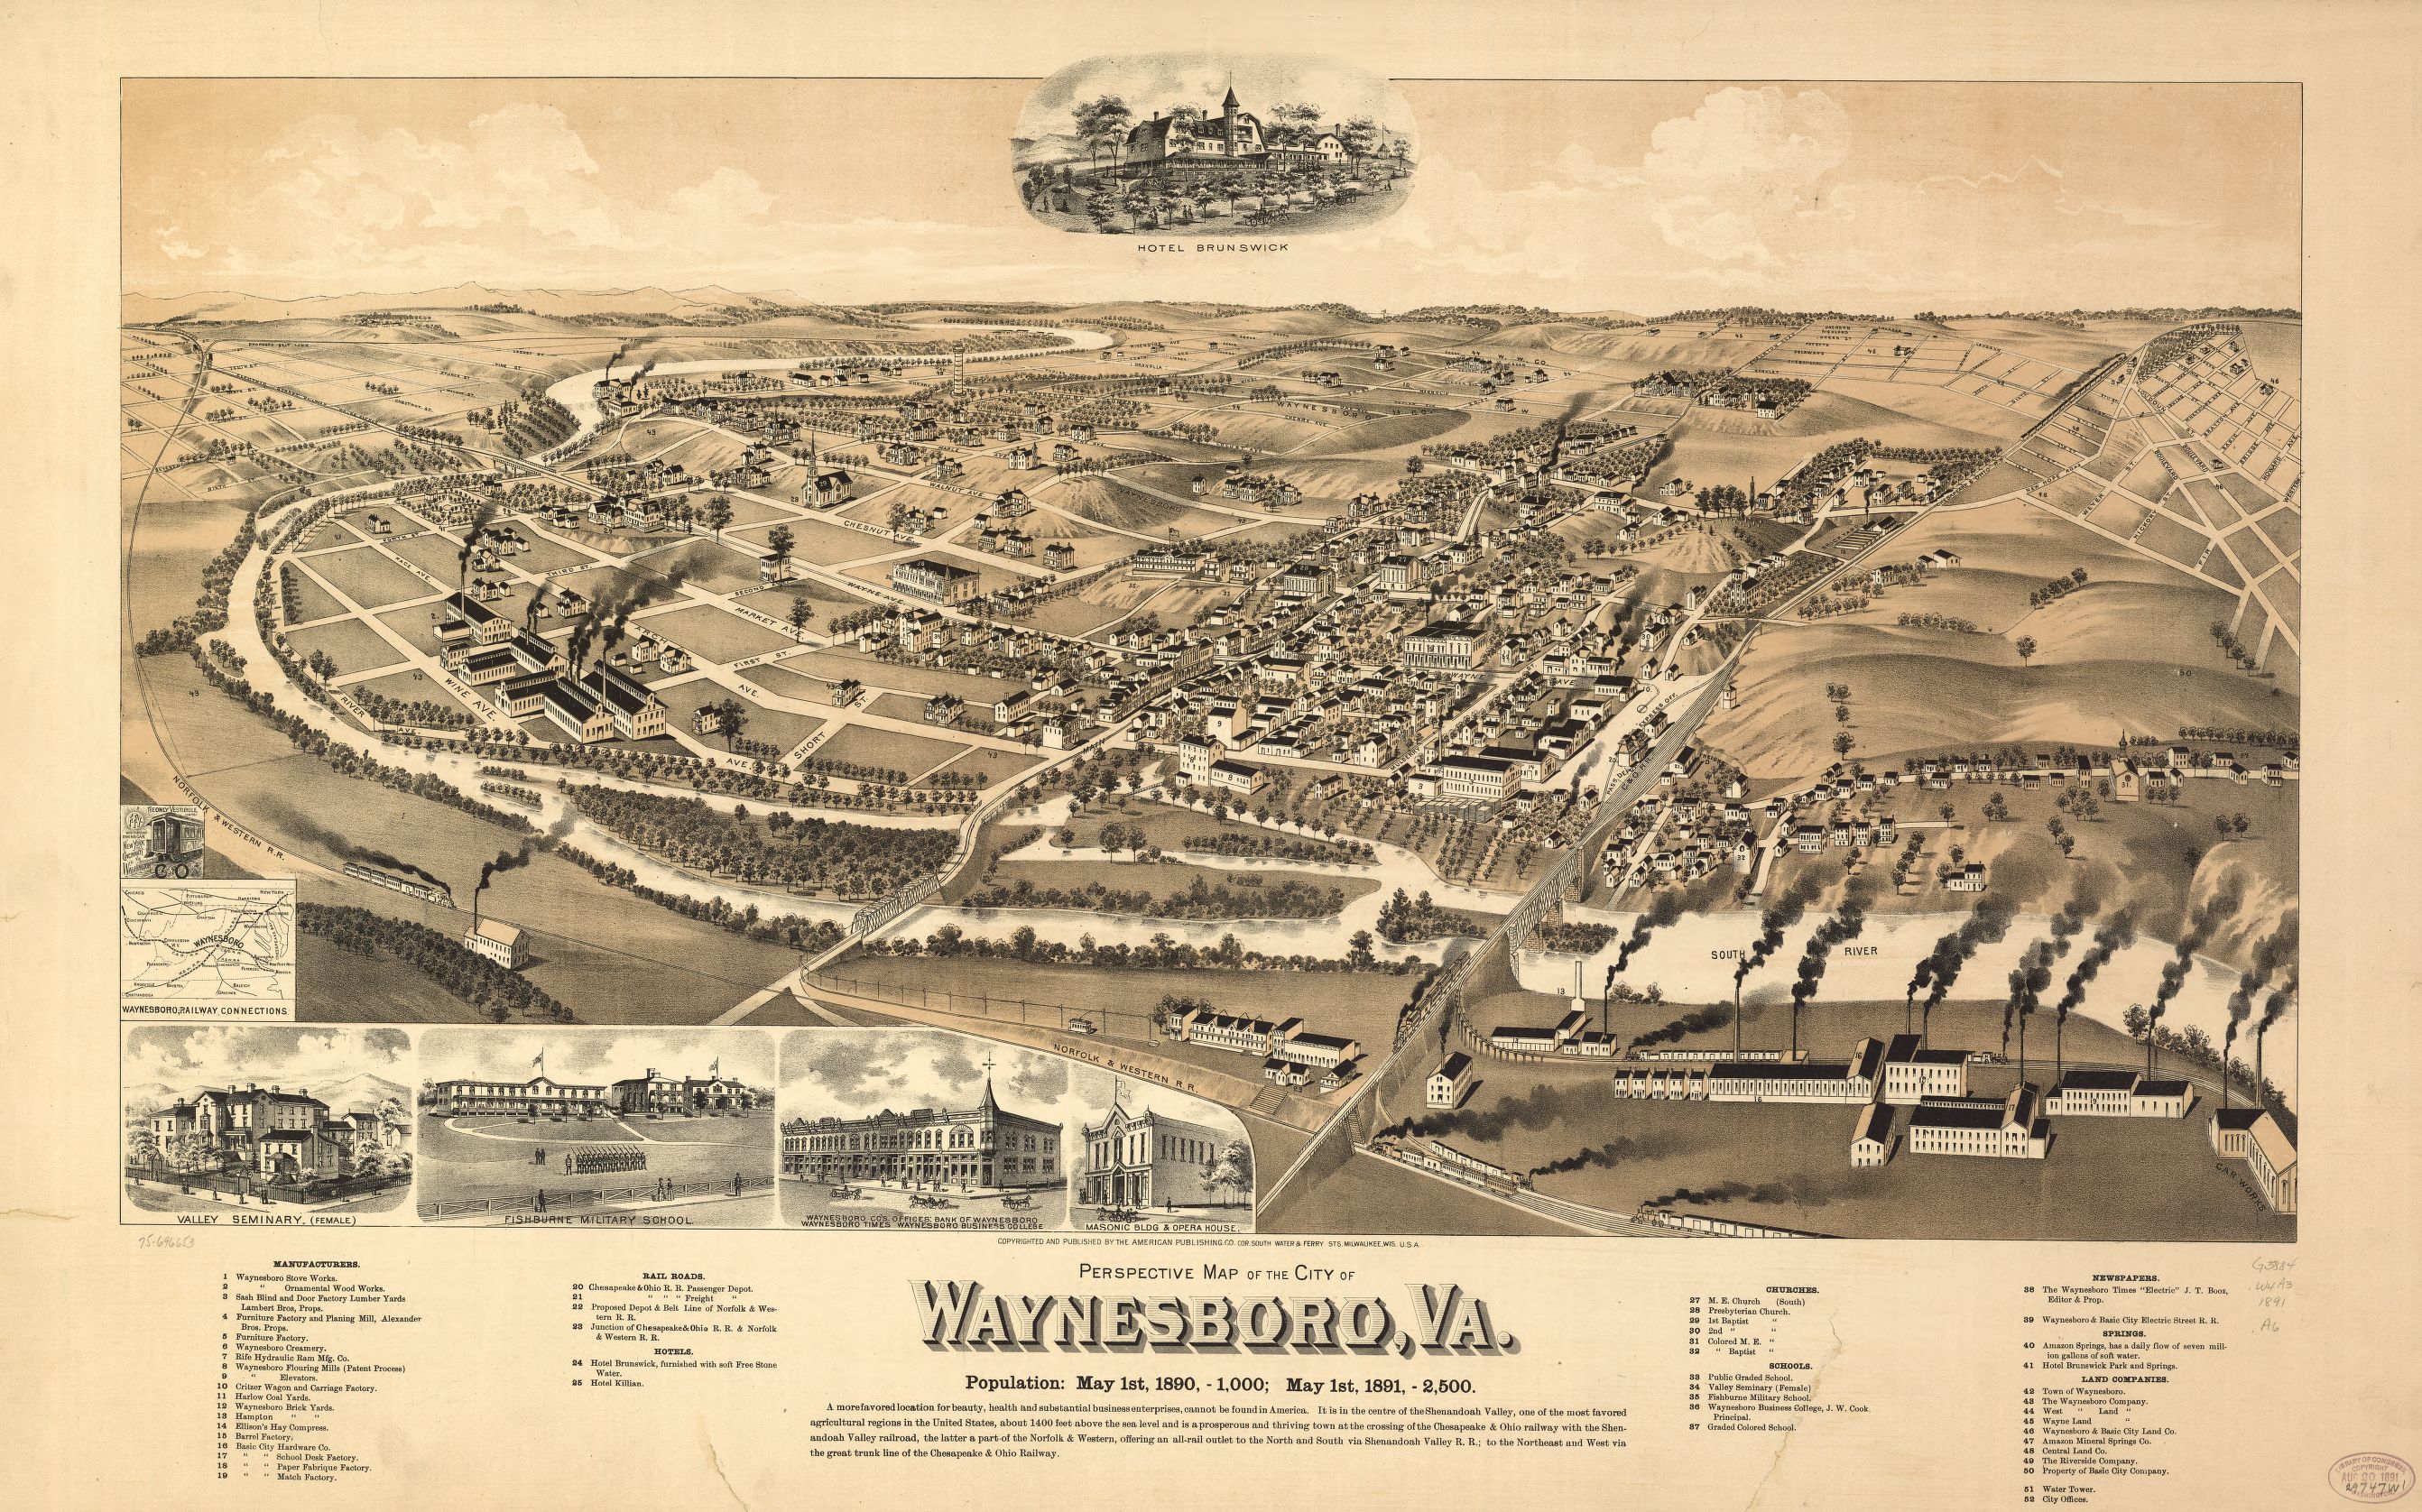 HOTEL BRUNSWICK
WAYNESBORO
CHESNUT AVE.
WALNUT AVE
WAYNE AVE.
MARKET AVE.
THIRD ST.
SECOND
FIRST ST.
AVE.
RACE AVE.
WINE AVE.
RIVER
AVE.
AVE.
SHORT
ST.
MAIN
WAYNE AVE
43
43
43
49
50
NORFOLK & WESTERN R.R.
C O
CHICAGO
NEW YORK
WAYNESBORO
WAYNESBORO, RAILWAY CONNECTIONS
SOUTH RIVER
NORFOLK & WESTERN R.R.
CAR WORKS
VALLEY SEMINARY. (FEMALE)
FISHBURNE MILITARY SCHOOL.
WAYNESBORO CO'S. OFFICES. BANK OF WAYNESBORO.
WAYNESBORO TIMES WAYNESBORO BUSINESS COLLEGE
MASONIC BLDG & OPERA HOUSE.
COPYRIGHTED AND PUBLISHED BY THE AMERICAN PUBLISHING.CO. COR.SOUTH WATER & FERRY STS. MILWAUKEE,WIS. U.S.A.
75-696653
MANUFACTURERS.
1 Waynesboro Stove Works.
2 " Ornamental Wood Works.
3 Sash Blind and Door Factory Lumber Yards
Lambert Bros, Props.
4 Furniture Factory and Planing Mill, Alexander
Bros. Props.
5 Furniture Factory.
6 Waynesboro Creamery.
7 Rife Hydraulic Ram Mfg. Co.
8 Waynesboro Flouring Mills (Patent Process)
9 " Elevators.
10 Critzer Wagon and Carriage Factory.
11 Harlow Coal Yards.
12 Waynesboro Brick Yards.
13 Hampton " "
14 Ellison's Hay Compress.
15 Barrel Factory.
16 Basic City Hardware Co.
17 " " School Desk Factory.
18 " " Paper Fabrique Factory.
19 " " Match Factory.
RAIL ROADS.
20 Chesapeake & Ohio R. R. Passenger Depot.
21 " " " Freight "
22 Proposed Depot & Belt Line of Norfolk & Wes-
tern R. R.
23 Junction of Chesapeake & Ohio R. R. & Norfolk
& Western R. R.
HOTELS.
24 Hotel Brunswick, furnished with soft Free Stone
Water.
25 Hotel Killian.
PERSPECTIVE MAP OF THE CITY OF
WAYNESBORO, VA.
Population: May 1st, 1890, - 1,000; May 1st, 1891, - 2,500.
A more favored location for beauty, health and substantial business enterprises, cannot be found in America. It is in the centre of the Shenandoah Valley, one of the most favored
agricultural regions in the United States, about 1400 feet above the sea level and is a prosperous and thriving town at the crossing of the Chesapeake & Ohio railway with the Shen-
andoah Valley railroad, the latter a part of the Norfolk & Western, offering an all-rail outlet to the North and South via Shenandoah Valley R. R.; to the Northeast and West via
the great trunk line of the Chesapeake & Ohio Railway.
CHURCHES.
27 M. E. Church (South)
28 Presbyterian Church.
29 1st Baptist "
30 2nd " "
31 Colored M. E. "
32 " Baptist "
SCHOOLS.
33 Public Graded School.
34 Valley Seminary (Female)
35 Fishburne Military School.
36 Waynesboro Business College, J. W. Cook.
Principal.
37 Graded Colored School.
NEWSPAPERS.
38 The Waynesboro Times "Electric" J. T. Booz,
Editor & Prop.
39 Waynesboro & Basic City Electric Street R. R.
SPRINGS.
40 Amazon Springs, has a daily flow of seven mill-
ion gallons of soft water.
41 Hotel Brunswick Park and Springs.
LAND COMPANIES.
42 Town of Waynesboro.
43 The Waynesboro Company.
44 West " Land "
45 Wayne Land "
46 Waynesboro & Basic City Land Co.
47 Amazon Mineral Springs Co.
48 Central Land Co.
49 The Riverside Company.
50 Property of Basic City Company.
51 Water Tower.
52 City Offices.
G3884
.W4A3
1891
.A6
LIBRARY OF CONGRESS
COPYRIGHT
AUG 20 1891
WASHINGTON